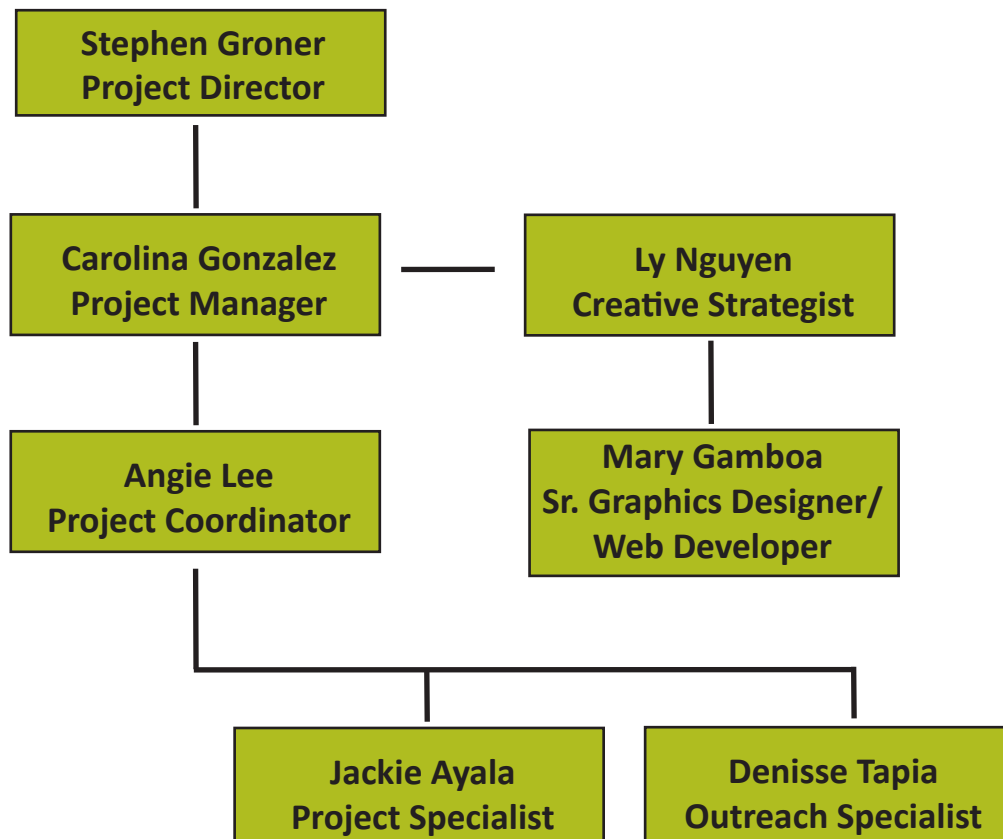 Stephen Groner
Project Director
Carolina Gonzalez
Project Manager
Ly Nguyen
Creative Strategist
Angie Lee
Project Coordinator
Mary Gamboa
Sr. Graphics Designer/
Web Developer
Jackie Ayala
Project Specialist
Denisse Tapia
Outreach Specialist